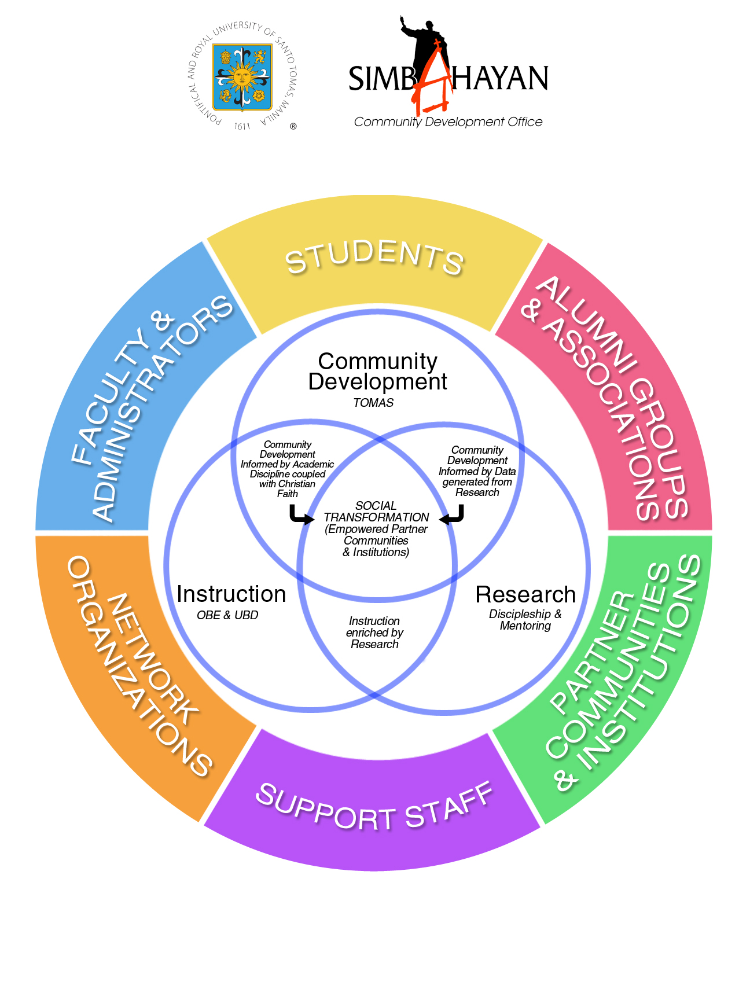 PONTIFICAL AND ROYAL UNIVERSITY OF SANTO TOMAS, MANILA
1611
®
SIMBAHAYAN
Community Development Office
STUDENTS
FACULTY &
ADMINISTRATORS
ALUMNI GROUPS
& ASSOCIATIONS
Community
Development
TOMAS
Community
Development
Informed by Academic
Discipline coupled
with Christian
Faith
Community
Development
Informed by Data
generated from
Research
SOCIAL
TRANSFORMATION
(Empowered Partner
Communities
& Institutions)
Instruction
OBE & UBD
Research
Discipleship &
Mentoring
Instruction
enriched by
Research
NETWORK
ORGANIZATIONS
PARTNER
COMMUNITIES
& INSTITUTIONS
SUPPORT STAFF